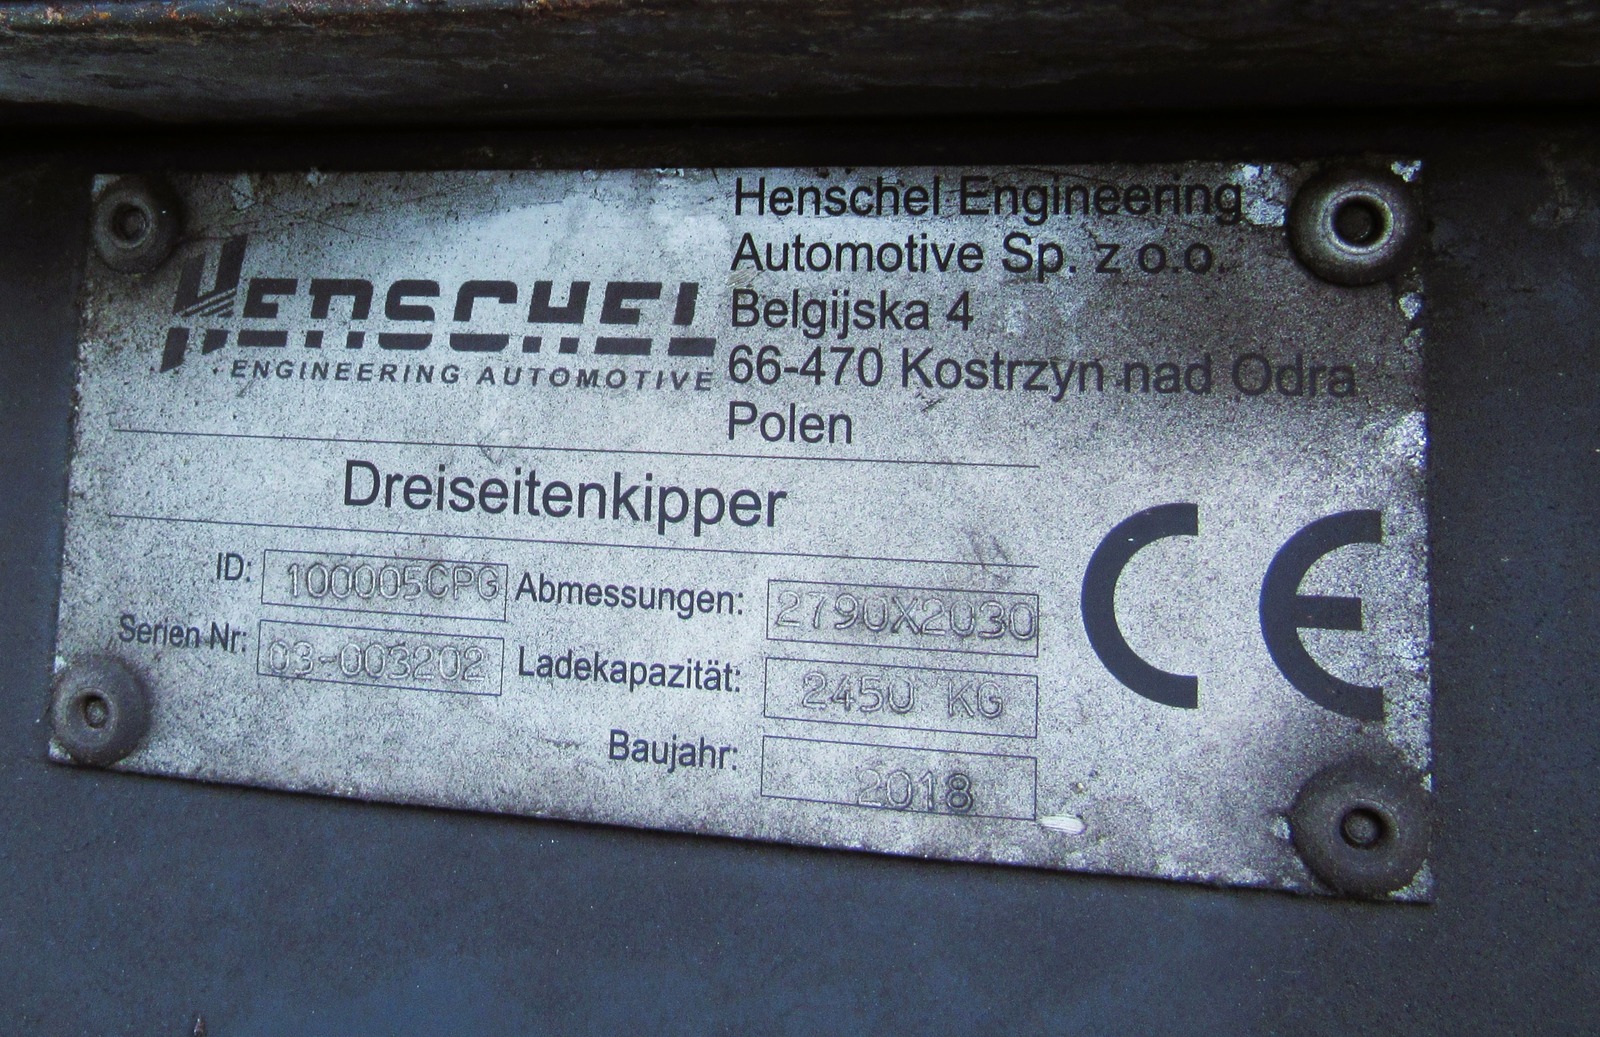 HENSCHEL
ENGINEERING AUTOMOTIVE
Henschel Engineering
Automotive Sp. z o.o.
Belgijska 4
66-470 Kostrzyn nad Odra
Polen
Dreiseitenkipper
ID: 100005CPG
Serien Nr: 03-003202
Abmessungen: 2790X2030
Ladekapazität: 2450 KG
Baujahr: 2018
CE